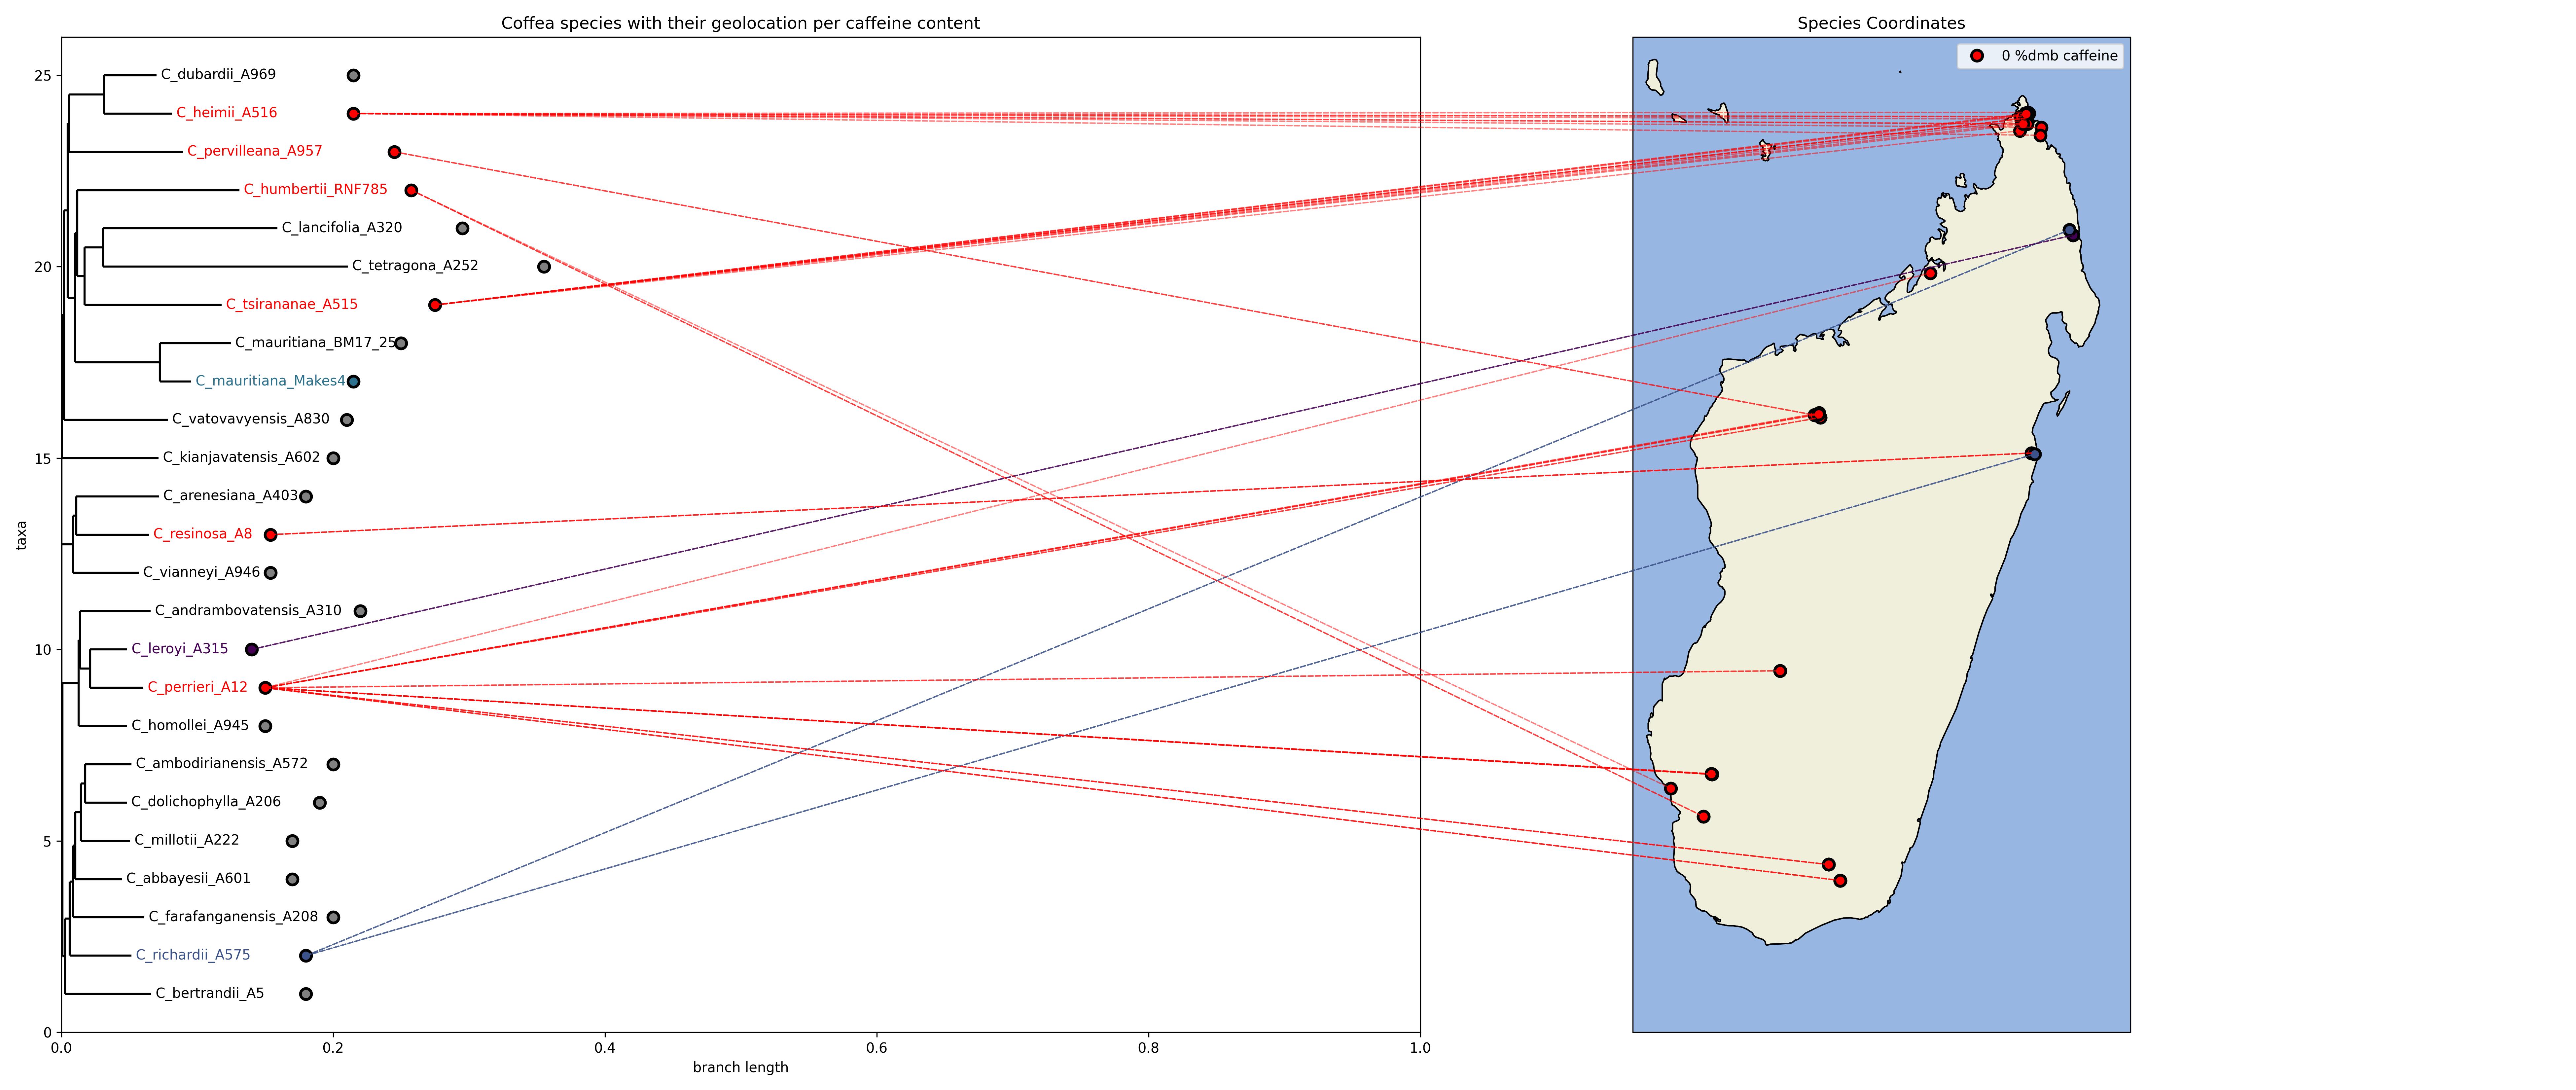 Coffea species with their geolocation per caffeine content
Species Coordinates
0 %dmb caffeine
25
20
15
10
5
0
taxa
C_dubardii_A969
C_heimii_A516
C_pervilleana_A957
C_humbertii_RNF785
C_lancifolia_A320
C_tetragona_A252
C_tsirananae_A515
C_mauritiana_BM17_25
C_mauritiana_Makes4
C_vatovavyensis_A830
C_kianjavatensis_A602
C_arenesiana_A403
C_resinosa_A8
C_vianneyi_A946
C_andrambovatensis_A310
C_leroyi_A315
C_perrieri_A12
C_homollei_A945
C_ambodirianensis_A572
C_dolichophylla_A206
C_millotii_A222
C_abbayesii_A601
C_farafanganensis_A208
C_richardii_A575
C_bertrandii_A5
0.0
0.2
0.4
0.6
0.8
1.0
branch length